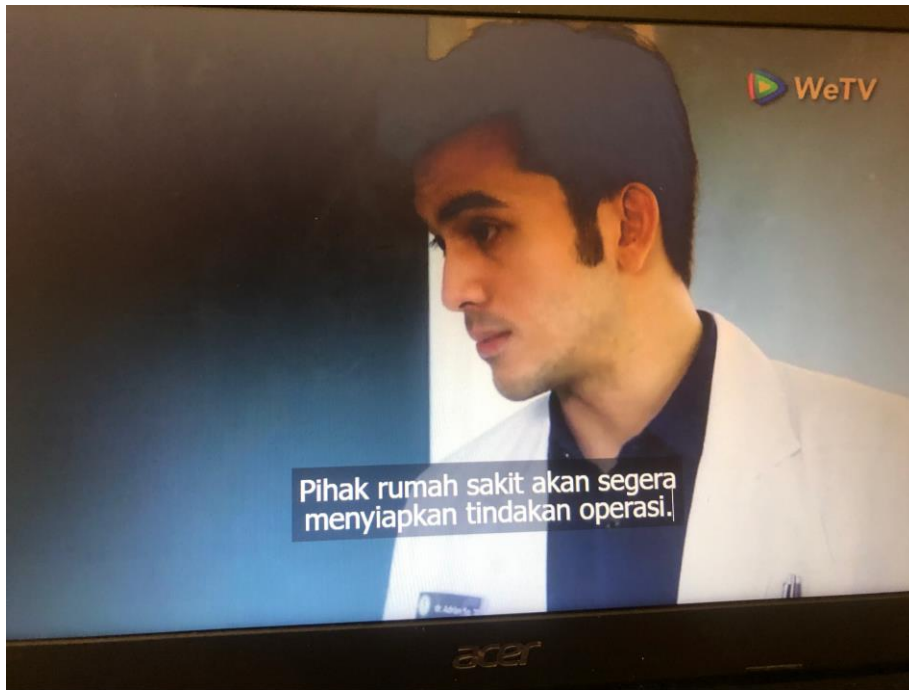 WeTV
Pihak rumah sakit akan segera
menyiapkan tindakan operasi.
acer